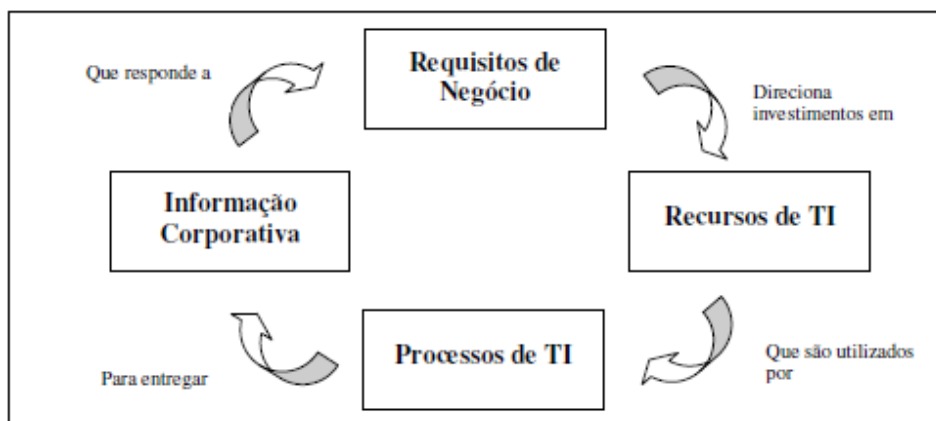 Requisitos de
Negócio
Que responde a
Direciona
investimentos em
Informação
Corporativa
Recursos de TI
Processos de TI
Que são utilizados
por
Para entregar